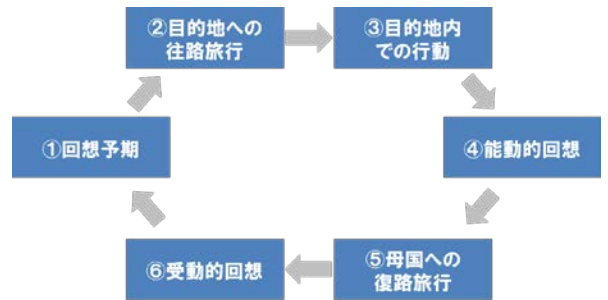 ①回想予期
②目的地への
往路旅行
③目的地内
での行動
④能動的回想
⑤母国への
復路旅行
⑥受動的回想